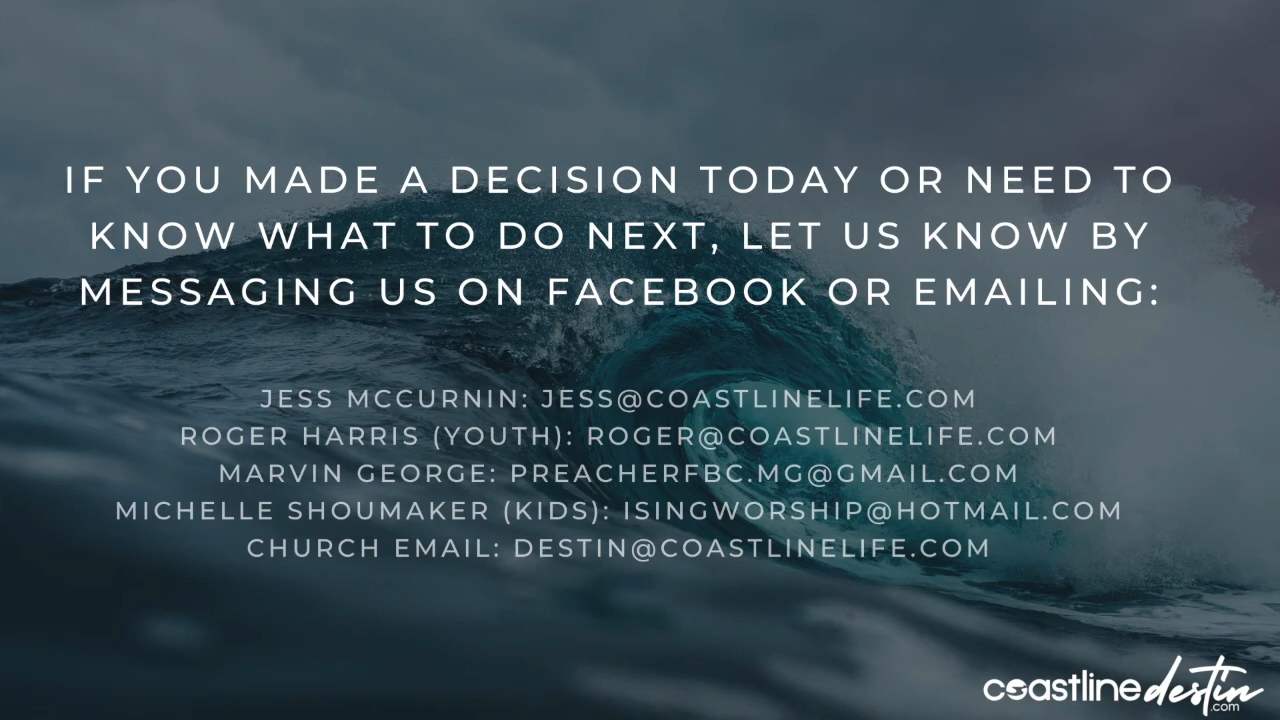 IF YOU MADE A DECISION TODAY OR NEED TO
KNOW WHAT TO DO NEXT, LET US KNOW BY
MESSAGING US ON FACEBOOK OR EMAILING:
JESS MCCURNIN: JESS@COASTLINELIFE.COM
ROGER HARRIS (YOUTH): ROGER@COASTLINELIFE.COM
MARVIN GEORGE: PREACHERFBC.MG@GMAIL.COM
MICHELLE SHOUMAKER (KIDS): ISINGWORSHIP@HOTMAIL.COM
CHURCH EMAIL: DESTIN@COASTLINELIFE.COM
coastline destin
.com